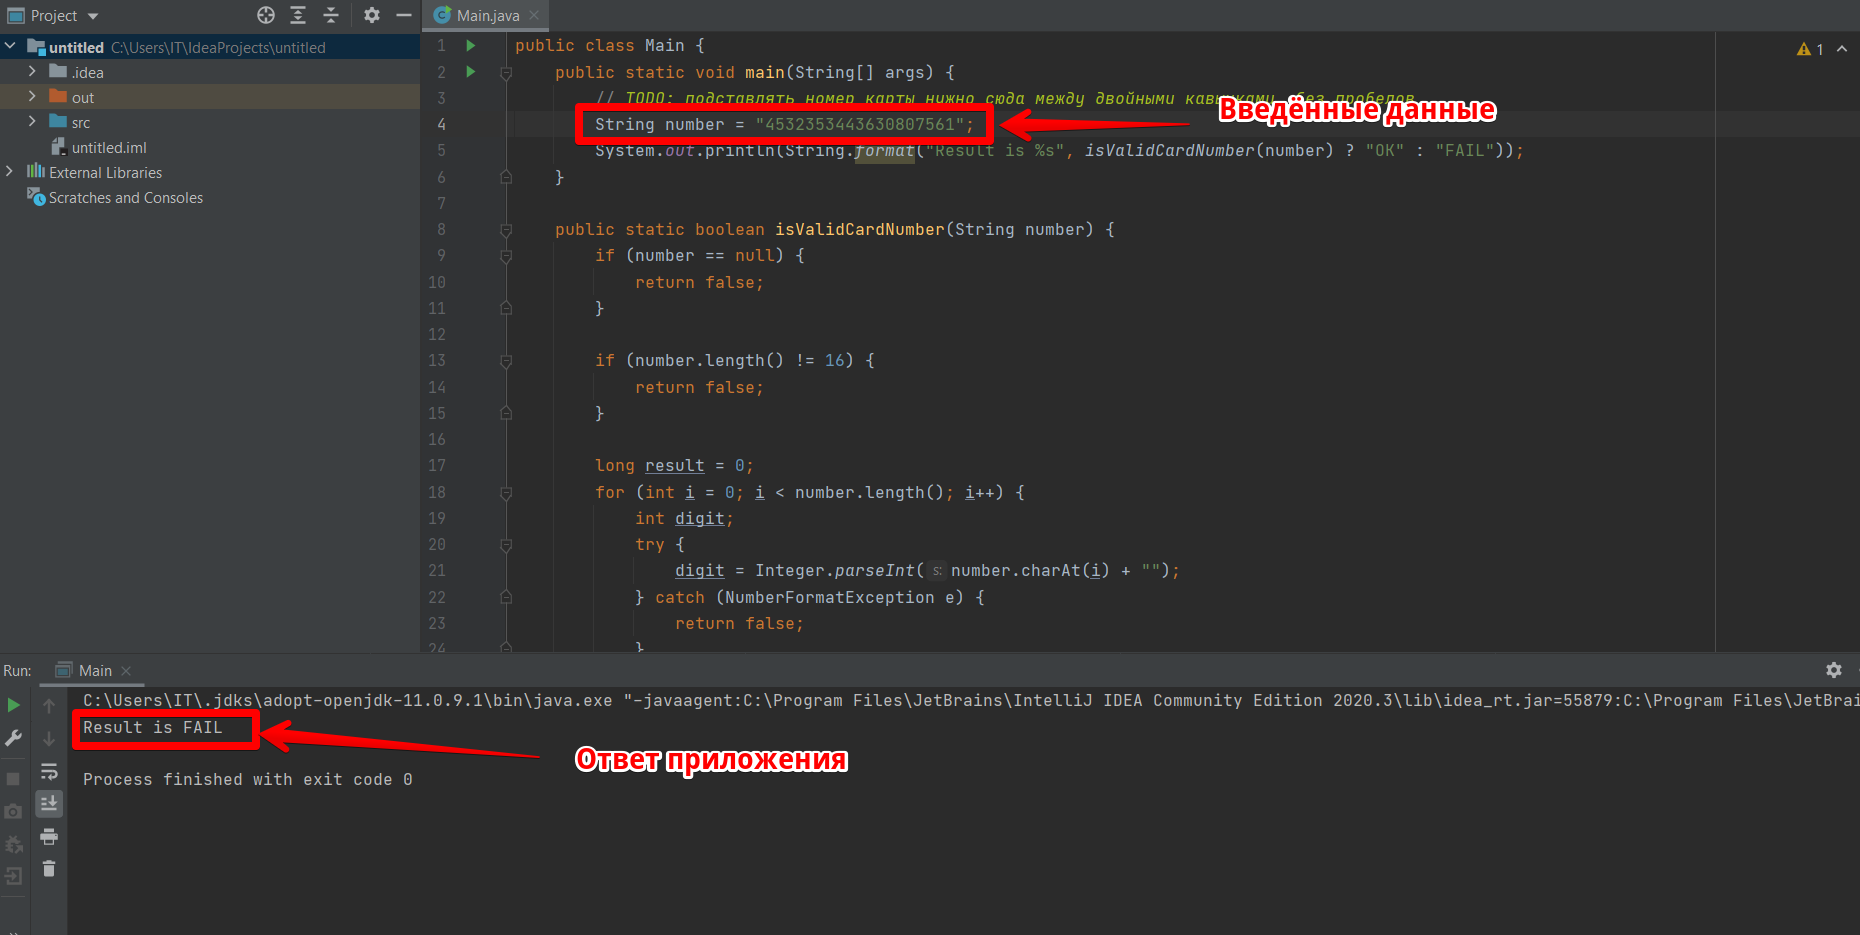 Project
Main.java
untitled C:\Users\IT\IdeaProjects\untitled
.idea
out
src
untitled.iml
External Libraries
Scratches and Consoles
1
1 public class Main {
2 public static void main(String[] args) {
3 // TODO: подставлять номер карты нужно сюда между двойными кавычками, без пробелов
Введённые данные
4 String number = "4532353443630807561";
5 System.out.println(String.format("Result is %s", isValidCardNumber(number) ? "OK" : "FAIL"));
6 }
7
8 public static boolean isValidCardNumber(String number) {
9 if (number == null) {
10 return false;
11 }
12
13 if (number.length() != 16) {
14 return false;
15 }
16
17 long result = 0;
18 for (int i = 0; i < number.length(); i++) {
19 int digit;
20 try {
21 digit = Integer.parseInt( s: number.charAt(i) + "");
22 } catch (NumberFormatException e) {
23 return false;
24 }
Run: Main
C:\Users\IT\.jdks\adopt-openjdk-11.0.9.1\bin\java.exe "-javaagent:C:\Program Files\JetBrains\IntelliJ IDEA Community Edition 2020.3\lib\idea_rt.jar=55879:C:\Program Files\JetBrai
Result is FAIL
Ответ приложения
Process finished with exit code 0